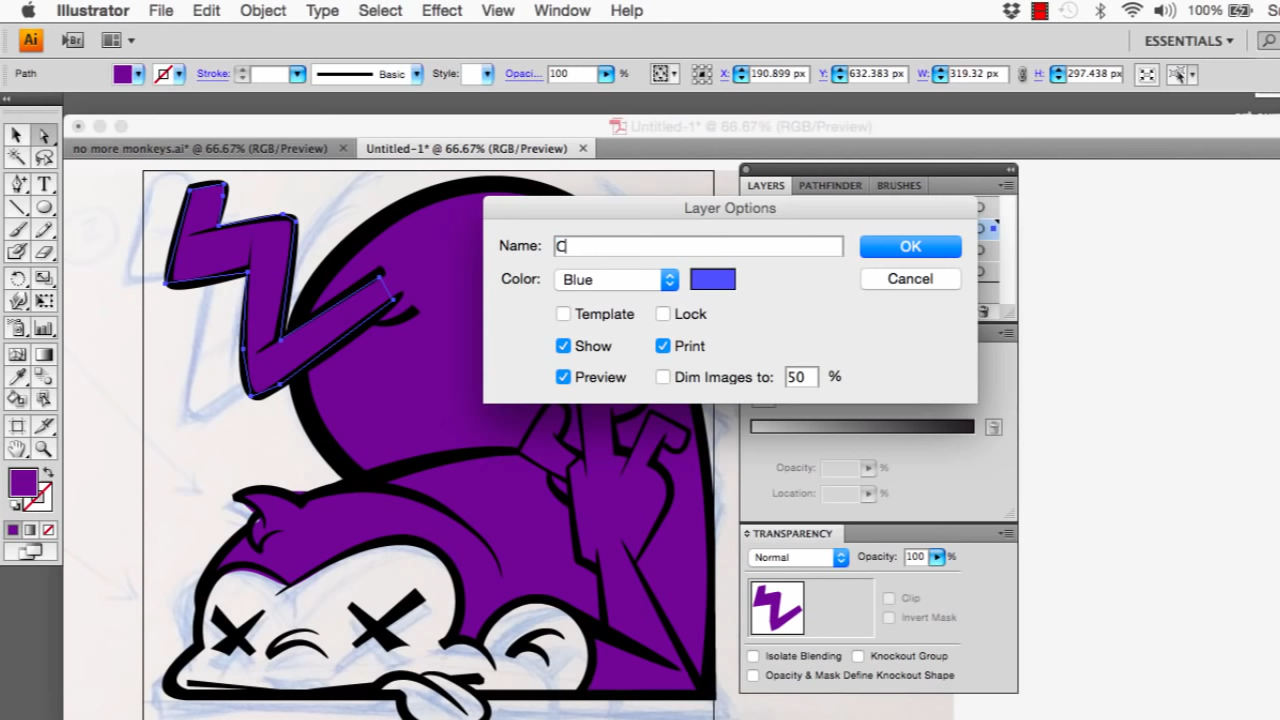 Illustrator File Edit Object Type Select Effect View Window Help 100%
Ai Br ESSENTIALS
Path Stroke: Basic Style: Opaci... 100 % X: 190.899 px Y: 632.383 px W: 319.32 px H: 297.438 px
Untitled-1* @ 66.67% (RGB/Preview)
no more monkeys.ai* @ 66.67% (RGB/Preview) Untitled-1* @ 66.67% (RGB/Preview)
LAYERS PATHFINDER BRUSHES
Layer Options
Name: C OK
Color: Blue Cancel
Template Lock
Show Print
Preview Dim Images to: 50 %
Opacity: %
Location: %
TRANSPARENCY
Normal Opacity: 100 %
Clip
Invert Mask
Isolate Blending Knockout Group
Opacity & Mask Define Knockout Shape